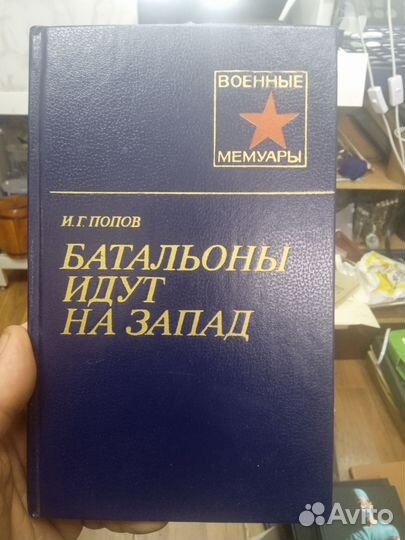 ВОЕННЫЕ
МЕМУАРЫ
И.Г. ПОПОВ
БАТАЛЬОНЫ
ИДУТ
НА ЗАПАД
Avito